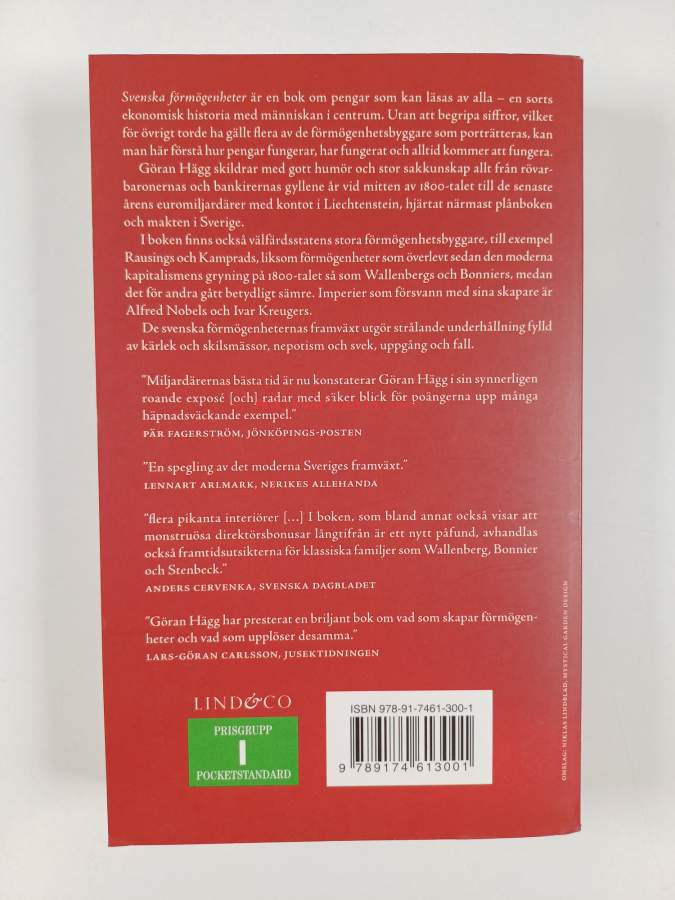 Svenska förmögenheter är en bok om pengar som kan läsas av alla – en sorts
ekonomisk historia med människan i centrum. Utan att begripa siffror, vilket
för övrigt torde ha gällt flera av de förmögenhetsbyggare som porträtteras, kan
man här förstå hur pengar fungerar, har fungerat och alltid kommer att fungera.
Göran Hägg skildrar med gott humör och stor sakkunskap allt från rövar-
baronernas och bankirernas gyllene år vid mitten av 1800-talet till de senaste
årens euromiljardärer med kontot i Liechtenstein, hjärtat närmast plånboken
och makten i Sverige.
I boken finns också välfärdsstatens stora förmögenhetsbyggare, till exempel
Rausings och Kamprads, liksom förmögenheter som överlevt sedan den moderna
kapitalismens gryning på 1800-talet så som Wallenbergs och Bonniers, medan
det för andra gått betydligt sämre. Imperier som försvann med sina skapare är
Alfred Nobels och Ivar Kreugers.
De svenska förmögenheternas framväxt utgör strålande underhållning fylld
av kärlek och skilsmässor, nepotism och svek, uppgång och fall.
"Miljardärernas bästa tid är nu konstaterar Göran Hägg i sin synnerligen
roande exposé [och] radar med säker blick för poängerna upp många
häpnadsväckande exempel."
PÄR FAGERSTRÖM, JÖNKÖPINGS-POSTEN
"En spegling av det moderna Sveriges framväxt."
LENNART ARLMARK, NERIKES ALLEHANDA
"flera pikanta interiörer [...] I boken, som bland annat också visar att
monstruösa direktörsbonusar långtifrån är ett nytt påfund, avhandlas
också framtidsutsikterna för klassiska familjer som Wallenberg, Bonnier
och Stenbeck."
ANDERS CERVENKA, SVENSKA DAGBLADET
"Göran Hägg har presterat en briljant bok om vad som skapar förmögen-
heter och vad som upplöser desamma."
LARS-GÖRAN CARLSSON, JUSEKTIDNINGEN
LIND&CO
PRISGRUPP
I
POCKETSTANDARD
ISBN 978-91-7461-300-1
9 789174 613001
OMSLAG: NIKLAS LINDBLAD, MYSTICAL GARDEN DESIGN